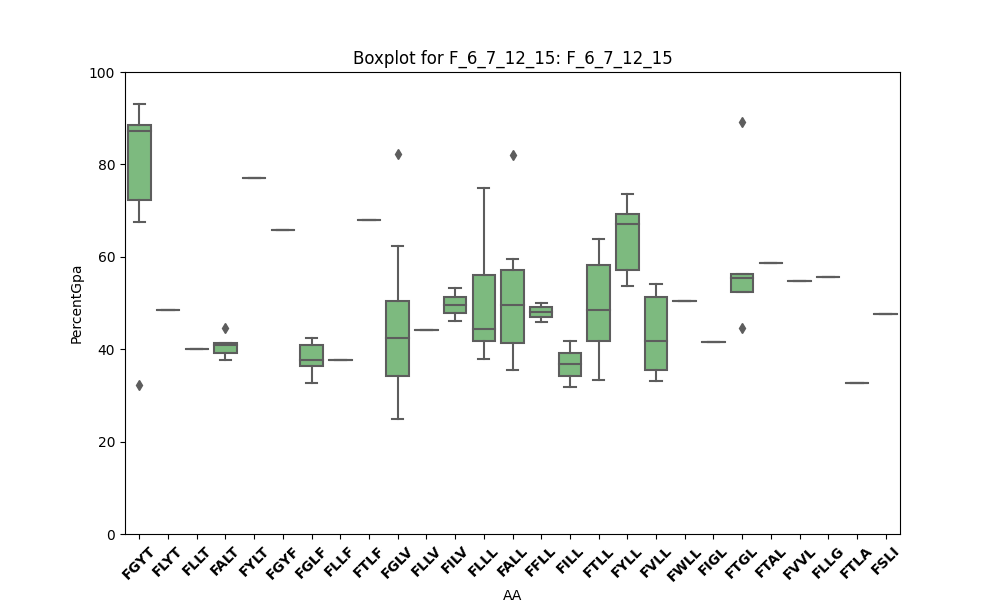 Boxplot for F_6_7_12_15: F_6_7_12_15
100
80
60
40
20
0
PercentGpa
FGYT FLYT FLLT FALT FYLT FGYF FGLF FLLF FTLF FGLV FLLV FILV FLLL FALL FFLL FILL FTLL FYLL FVLL FWLL FIGL FTGL FTAL FVVL FLLG FTLA FSLI
AA